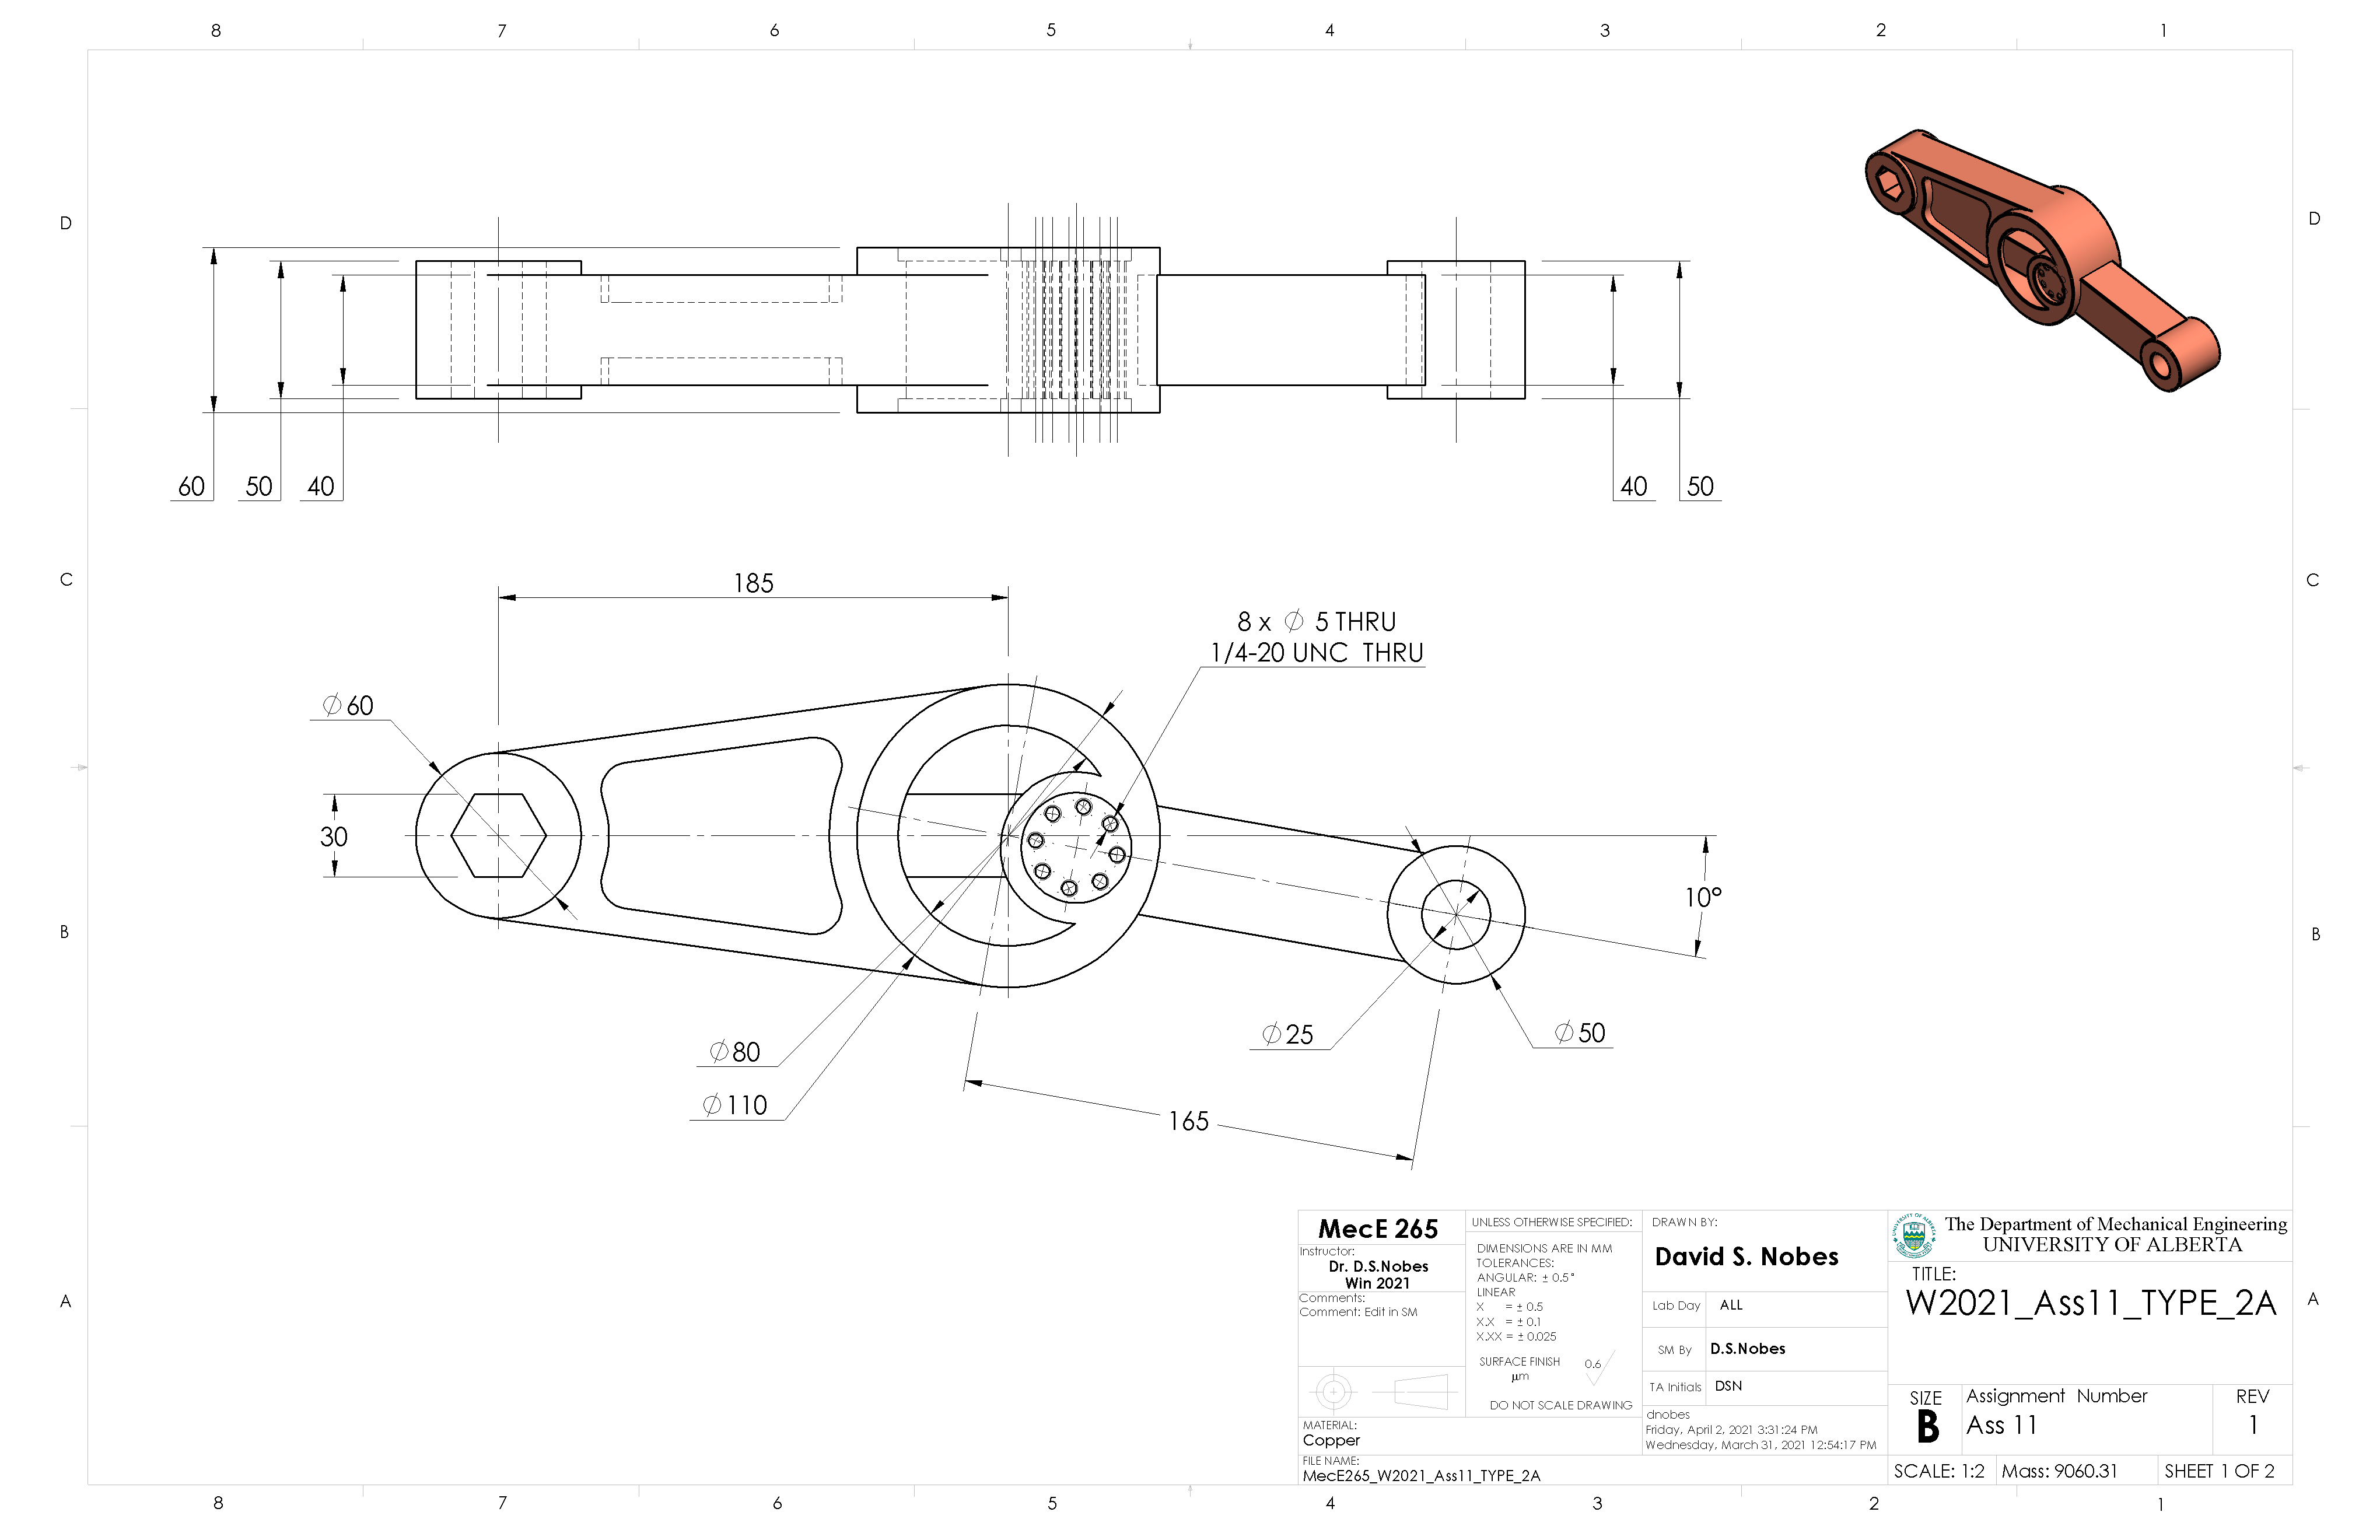 8 7 6 5 4 3 2 1
D D
60 50 40 40 50
C C
185
8 x ∅ 5 THRU
1/4-20 UNC THRU
∅60
30
10°
B B
∅25 ∅50
∅80
∅110
165
A A
MecE 265
Instructor:
Dr. D.S.Nobes
Win 2021
Comments:
Comment: Edit in SM
MATERIAL:
Copper
FILE NAME:
MecE265_W2021_Ass11_TYPE_2A
UNLESS OTHERWISE SPECIFIED:
DIMENSIONS ARE IN MM
TOLERANCES:
ANGULAR: ± 0.5°
LINEAR
X = ± 0.5
X.X = ± 0.1
X.XX = ± 0.025
SURFACE FINISH 0.6
µm
DO NOT SCALE DRAWING
DRAWN BY:
David S. Nobes
Lab Day ALL
SM By D.S.Nobes
TA Initials DSN
dnobes
Friday, April 2, 2021 3:31:24 PM
Wednesday, March 31, 2021 12:54:17 PM
The Department of Mechanical Engineering
UNIVERSITY OF ALBERTA
TITLE:
W2021_Ass11_TYPE_2A
SIZE Assignment Number REV
B Ass 11 1
SCALE: 1:2 Mass: 9060.31 SHEET 1 OF 2
8 7 6 5 4 3 2 1